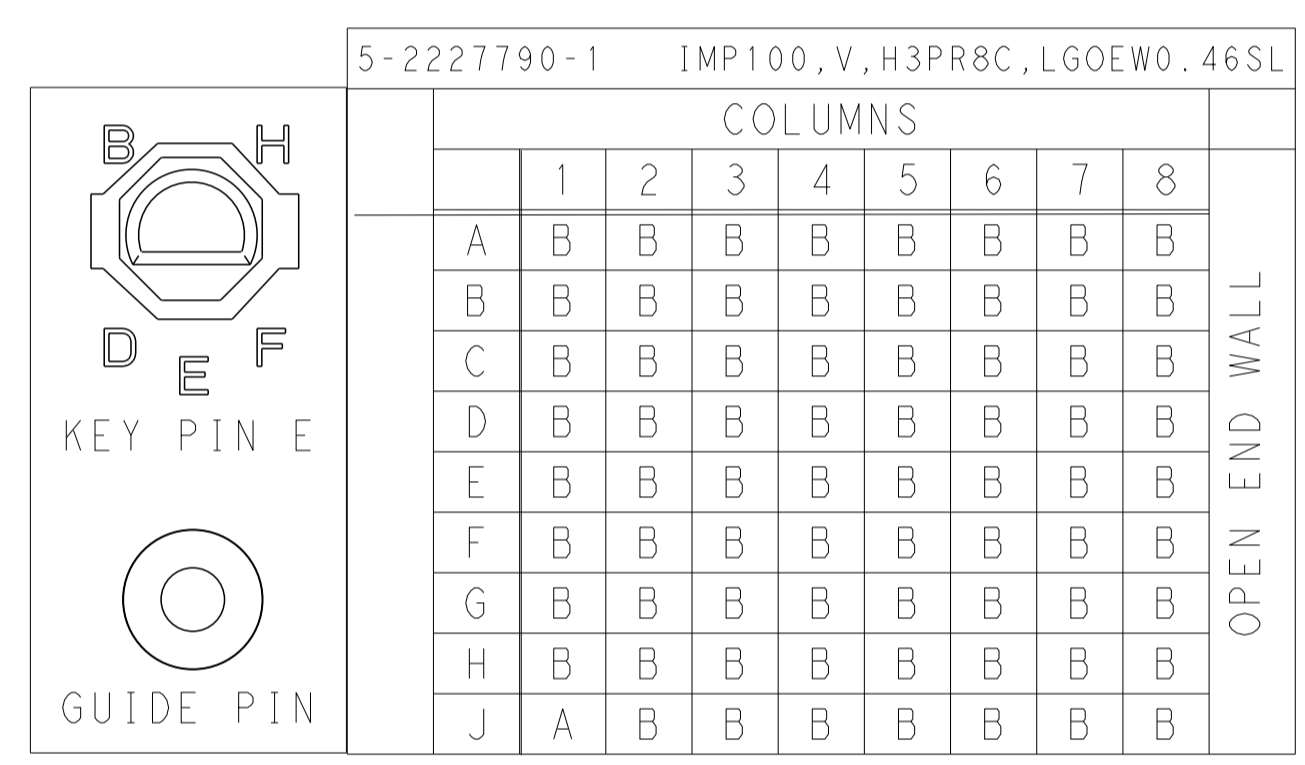 5-2227790-1 IMP100,V,H3PR8C,LGOEW0.46SL
COLUMNS
1 2 3 4 5 6 7 8
A B B B B B B B B
B B B B B B B B B
C B B B B B B B B
D B B B B B B B B
E B B B B B B B B
F B B B B B B B B
G B B B B B B B B
H B B B B B B B B
J A B B B B B B B
OPEN END WALL
B H
D E F
KEY PIN E
GUIDE PIN